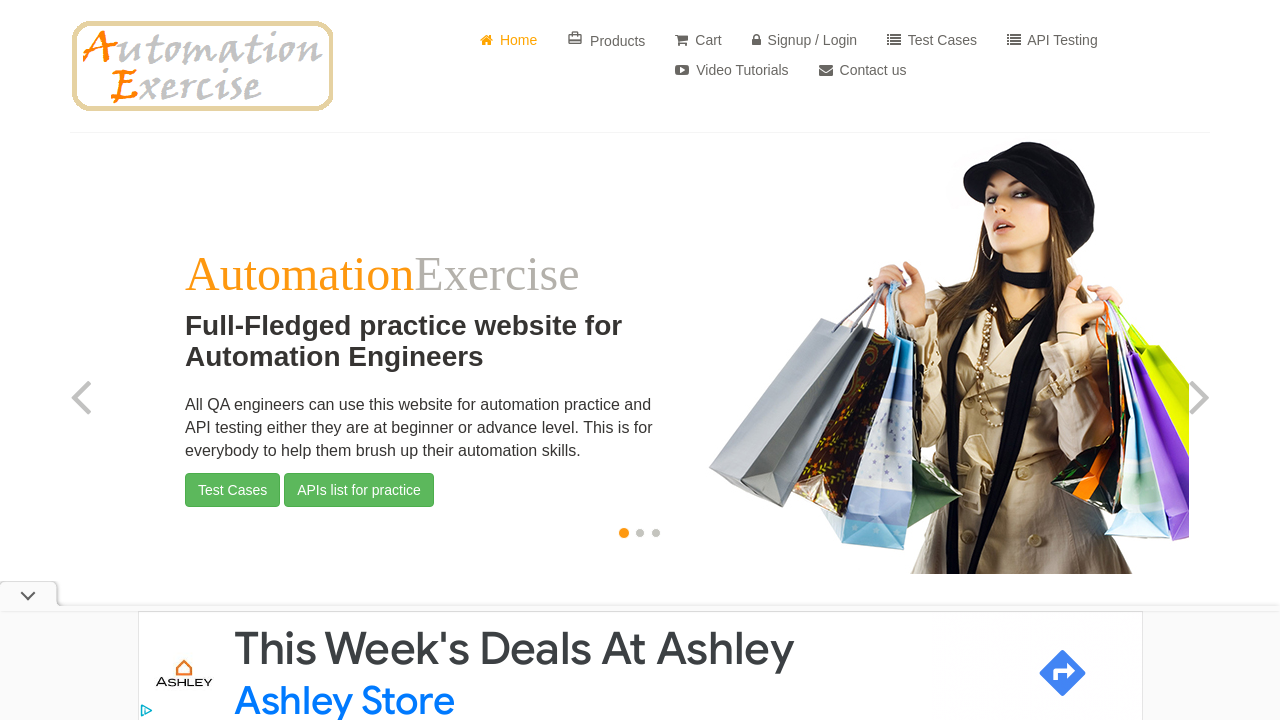 Automation
Exercise
Home
Products
Cart
Signup / Login
Test Cases
API Testing
Video Tutorials
Contact us
AutomationExercise
Full-Fledged practice website for
Automation Engineers
All QA engineers can use this website for automation practice and
API testing either they are at beginner or advance level. This is for
everybody to help them brush up their automation skills.
Test Cases
APIs list for practice
This Week's Deals At Ashley
ASHLEY
Ashley Store